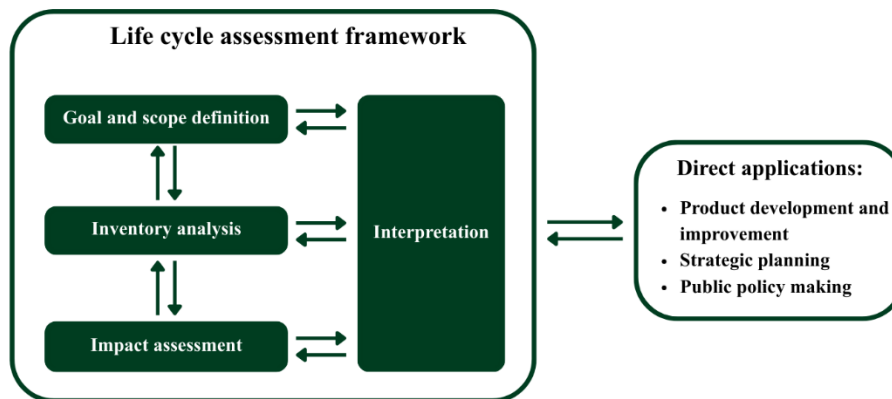 Life cycle assessment framework
Goal and scope definition
Inventory analysis
Impact assessment
Interpretation
Direct applications:
• Product development and
improvement
• Strategic planning
• Public policy making